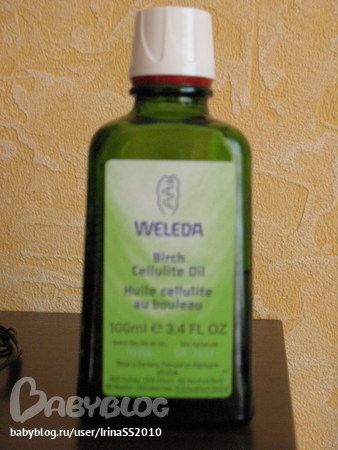 WELEDA
Birch
Cellulite Oil
Huile cellulite
au bouleau
100ml e 3.4 FL OZ
BABYBLOG
babyblog.ru/user/IrinaSS2010